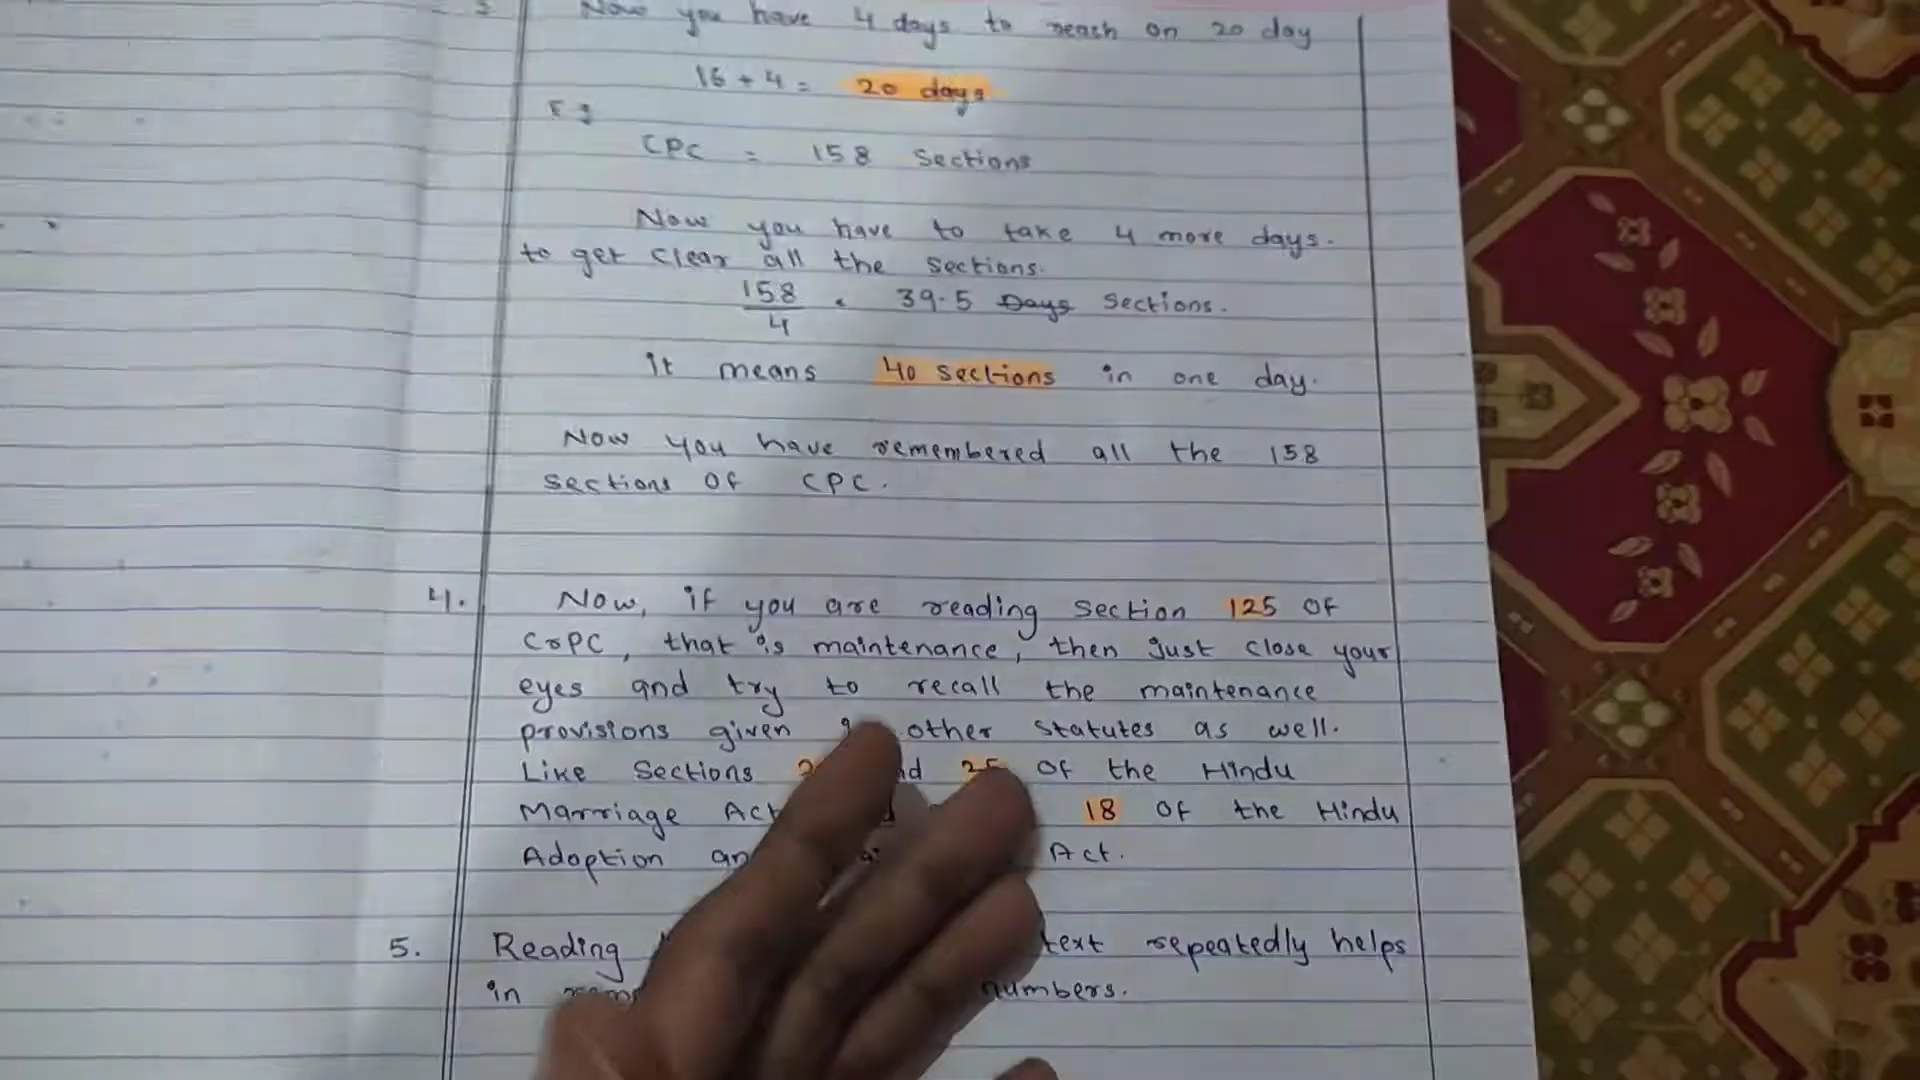 Now you have 4 days to reach on 20 day
16 + 4 = 20 days
Eg
CPC = 158 Sections
Now you have to take 4 more days.
to get clear all the sections.
158
4
39.5 Days Sections.
it means 40 Sections in one day.
Now you have remembered all the 158
sections of CPC.
4. Now, if you are reading section 125 of
CrPC, that is maintenance, then just close your
eyes and try to recall the maintenance
provisions given other statutes as well.
Like Sections 25 of the Hindu
Marriage Act 18 of the Hindu
Adoption Act.
5. Reading text repeatedly helps
in numbers.